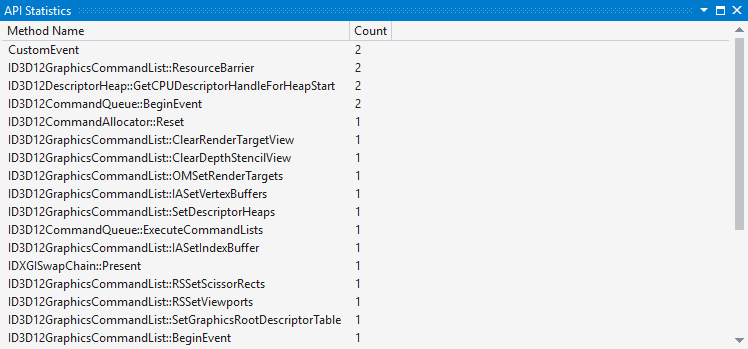 API Statistics
Method Name Count
CustomEvent 2
ID3D12GraphicsCommandList::ResourceBarrier 2
ID3D12DescriptorHeap::GetCPUDescriptorHandleForHeapStart 2
ID3D12CommandQueue::BeginEvent 2
ID3D12CommandAllocator::Reset 1
ID3D12GraphicsCommandList::ClearRenderTargetView 1
ID3D12GraphicsCommandList::ClearDepthStencilView 1
ID3D12GraphicsCommandList::OMSetRenderTargets 1
ID3D12GraphicsCommandList::IASetVertexBuffers 1
ID3D12GraphicsCommandList::SetDescriptorHeaps 1
ID3D12CommandQueue::ExecuteCommandLists 1
ID3D12GraphicsCommandList::IASetIndexBuffer 1
IDXGISwapChain::Present 1
ID3D12GraphicsCommandList::RSSetScissorRects 1
ID3D12GraphicsCommandList::RSSetViewports 1
ID3D12GraphicsCommandList::SetGraphicsRootDescriptorTable 1
ID3D12GraphicsCommandList::BeginEvent 1